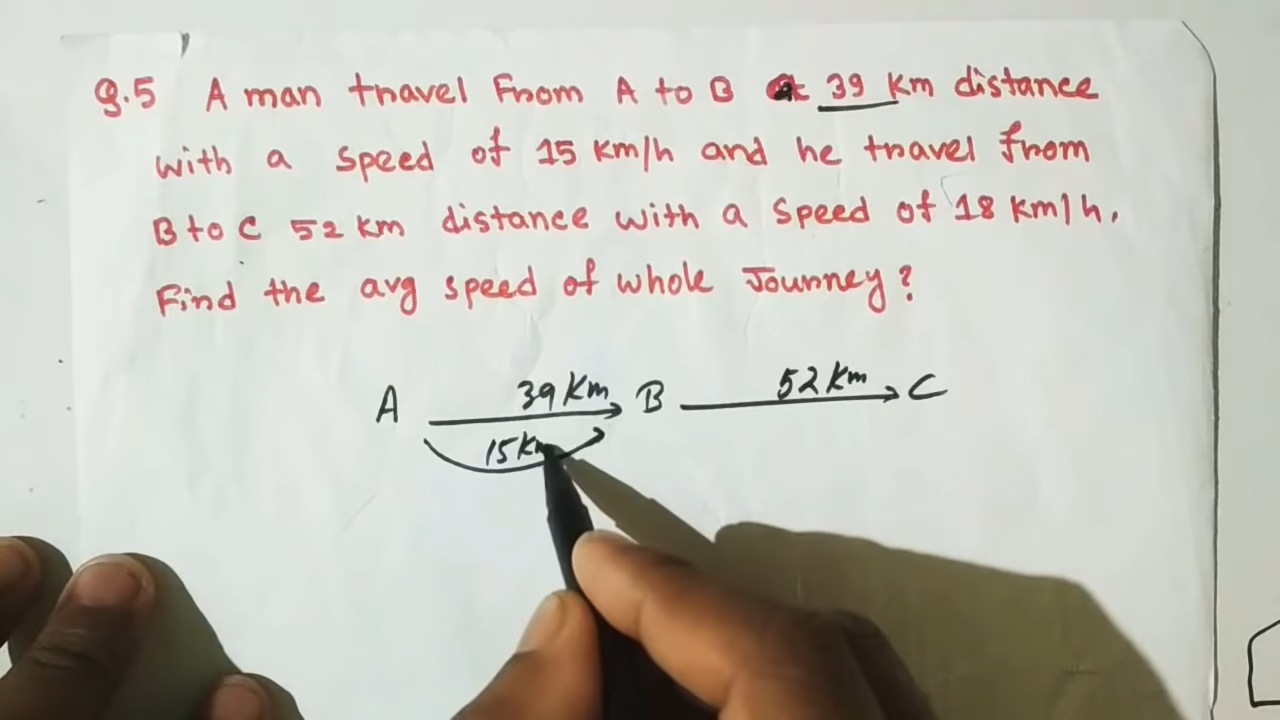 Q.5 A man travel From A to B at 39 Km distance
with a speed of 15 Km/h and he travel from
B to C 52 Km distance with a speed of 18 Km/h.
Find the avg speed of whole Journey?
A 39 Km B 52 Km C
15 Km